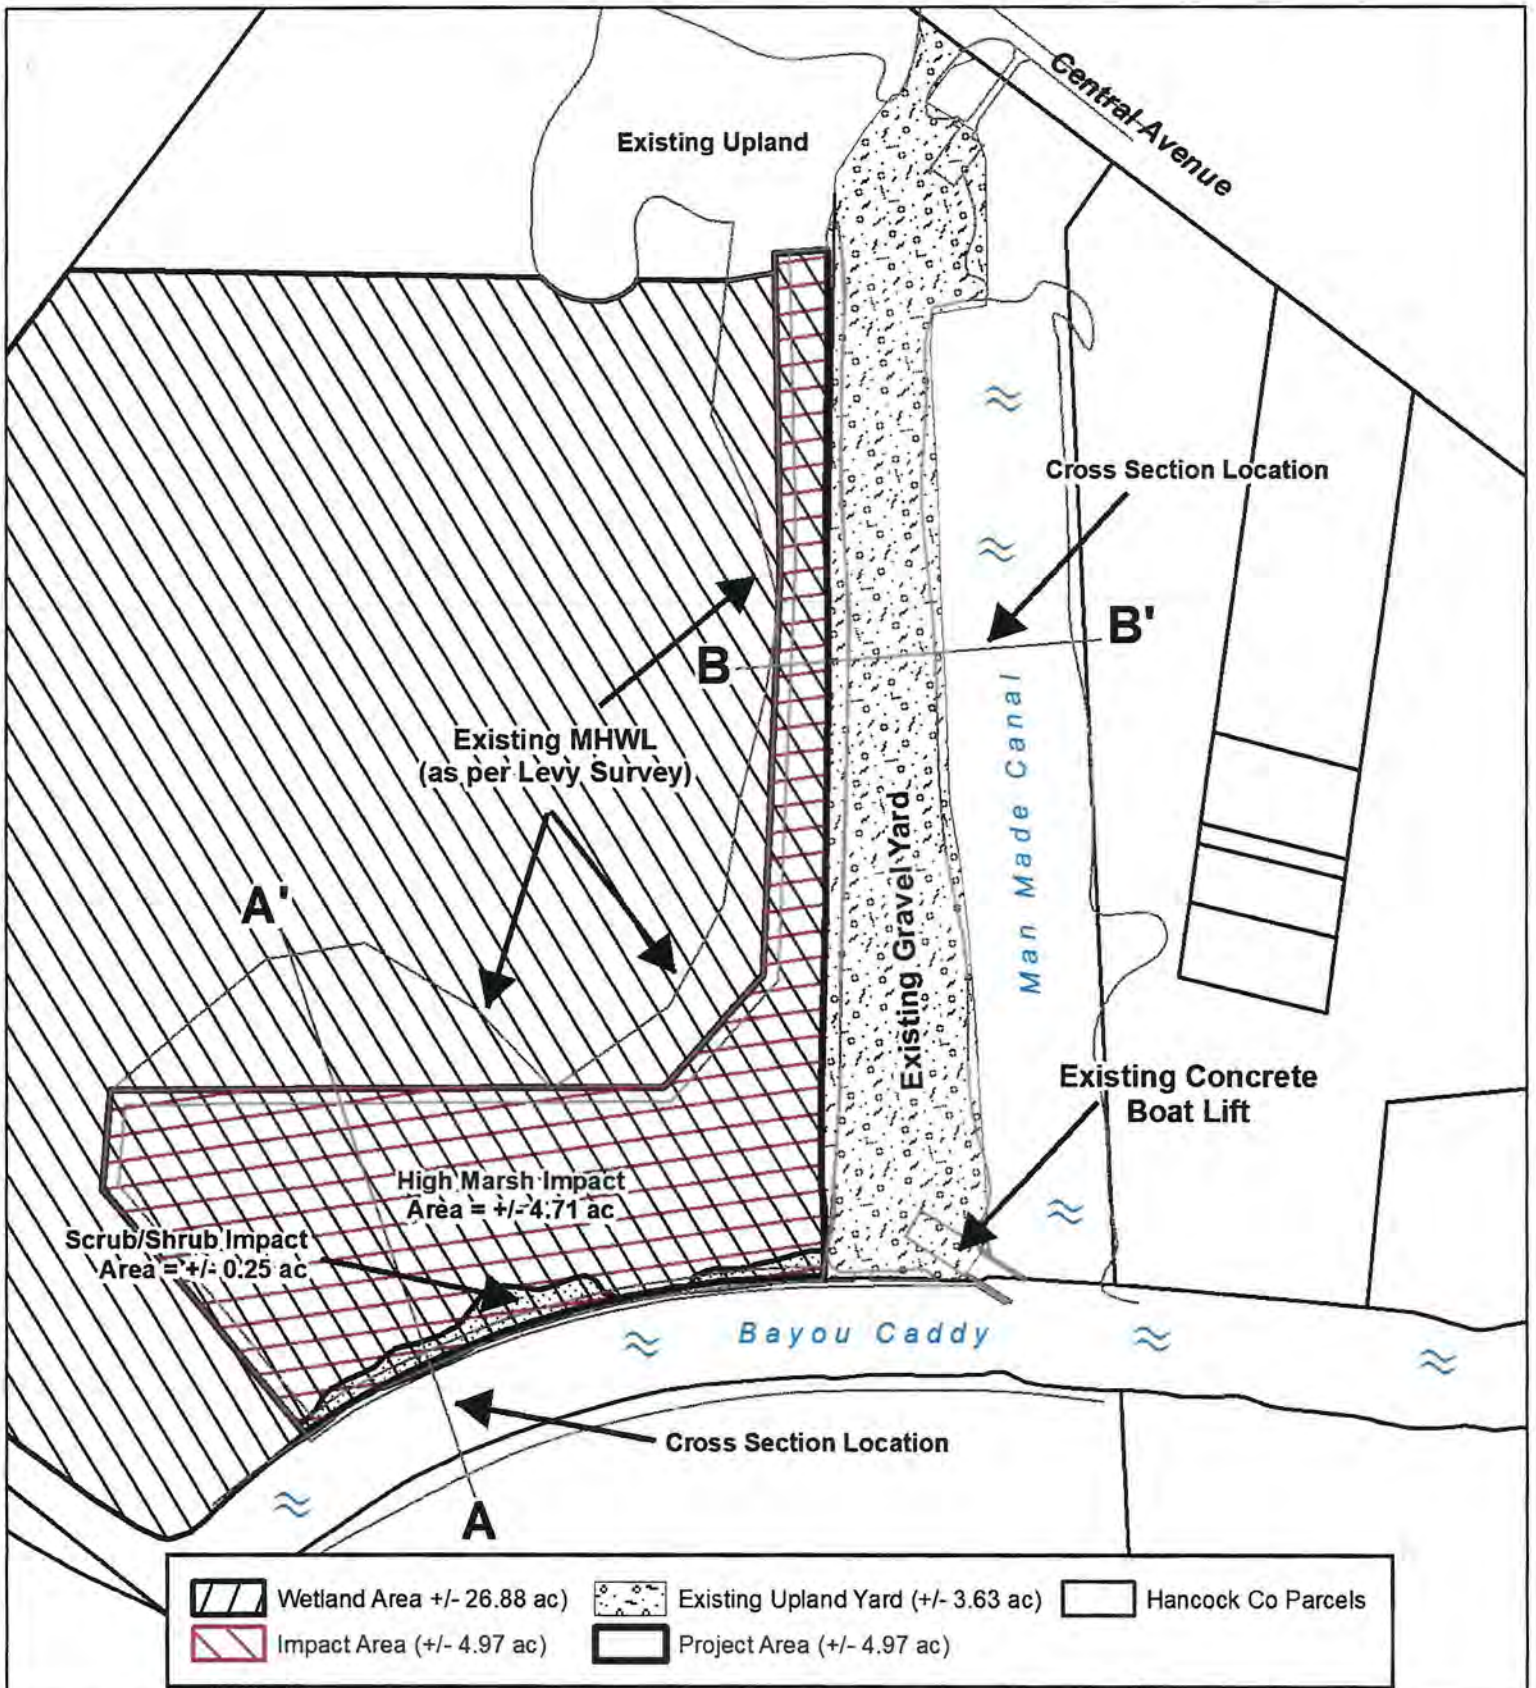 Central Avenue
Existing Upland
Cross Section Location
B
B'
Existing MHWL
(as per Levy Survey)
Man Made Canal
Existing Gravel Yard
A'
Existing Concrete
Boat Lift
High Marsh Impact
Area = +/- 4.71 ac
Scrub/Shrub Impact
Area = +/- 0.25 ac
Bayou Caddy
Cross Section Location
A
Wetland Area +/- 26.88 ac)
Existing Upland Yard (+/- 3.63 ac)
Hancock Co Parcels
Impact Area (+/- 4.97 ac)
Project Area (+/- 4.97 ac)